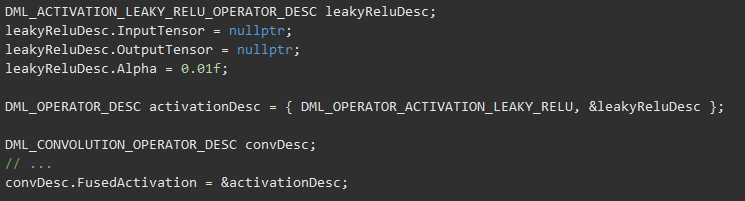 DML_ACTIVATION_LEAKY_RELU_OPERATOR_DESC leakyReluDesc;
leakyReluDesc.InputTensor = nullptr;
leakyReluDesc.OutputTensor = nullptr;
leakyReluDesc.Alpha = 0.01f;
DML_OPERATOR_DESC activationDesc = { DML_OPERATOR_ACTIVATION_LEAKY_RELU, &leakyReluDesc };
DML_CONVOLUTION_OPERATOR_DESC convDesc;
// ...
convDesc.FusedActivation = &activationDesc;